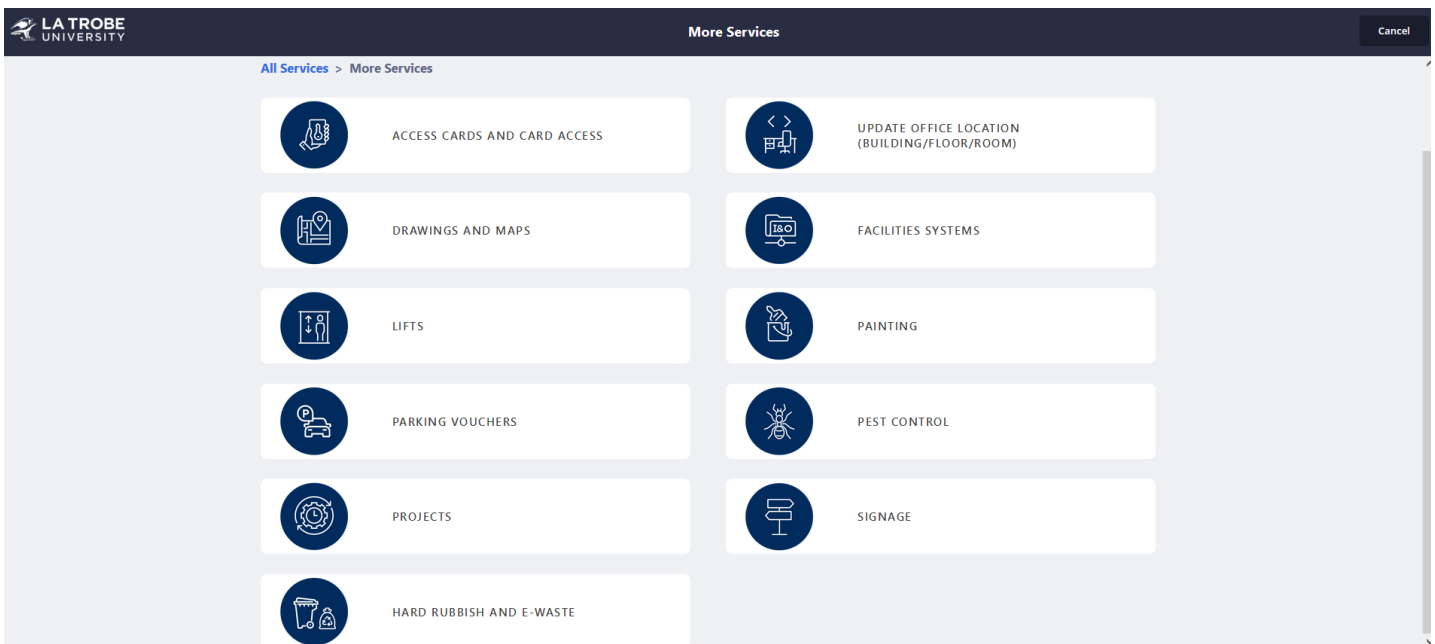 LA TROBE
UNIVERSITY
More Services
Cancel
All Services > More Services
ACCESS CARDS AND CARD ACCESS
UPDATE OFFICE LOCATION
(BUILDING/FLOOR/ROOM)
DRAWINGS AND MAPS
I&O
FACILITIES SYSTEMS
LIFTS
PAINTING
P
PARKING VOUCHERS
PEST CONTROL
PROJECTS
SIGNAGE
HARD RUBBISH AND E-WASTE